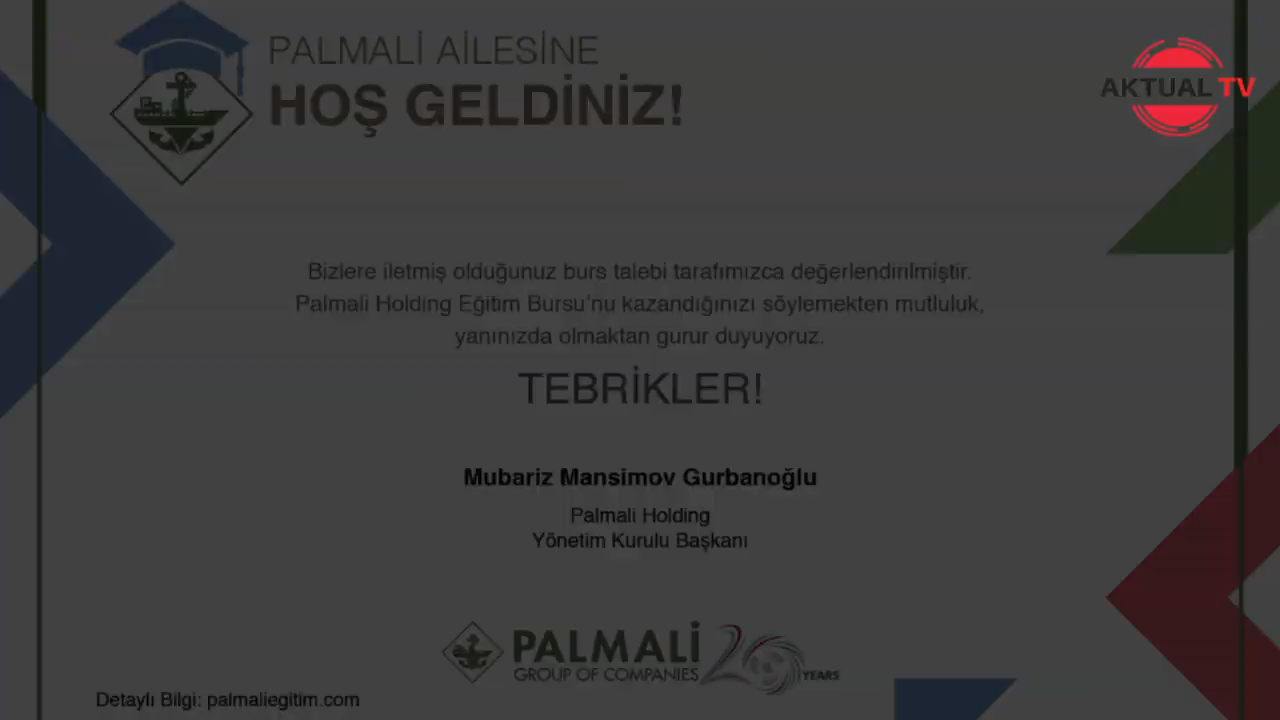 PALMALİ AİLESİNE
HOŞ GELDİNİZ!
AKTUAL TV
Bizlere iletmiş olduğunuz burs talebi tarafımızca değerlendirilmiştir.
Palmali Holding Eğitim Bursu'nu kazandığınızı söylemekten mutluluk,
yanınızda olmaktan gurur duyuyoruz.
TEBRİKLER!
Mubariz Mansimov Gurbanoğlu
Palmali Holding
Yönetim Kurulu Başkanı
PALMALİ
GROUP OF COMPANIES
20 YEARS
Detaylı Bilgi: palmaliegitim.com